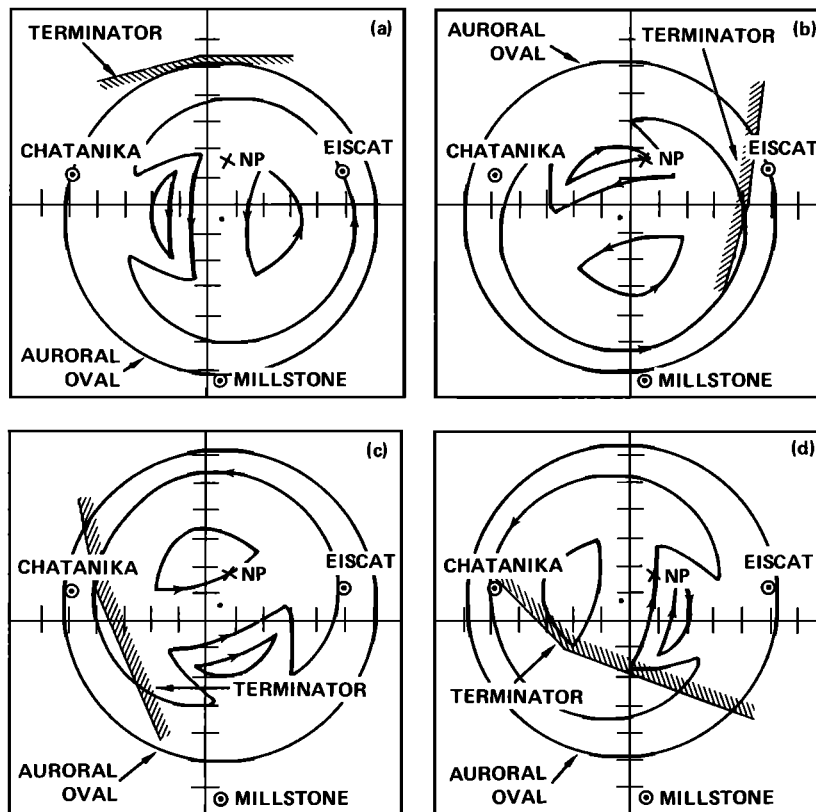 (a)
TERMINATOR
CHATANIKA
NP
EISCAT
AURORAL
OVAL
MILLSTONE
(b)
AURORAL
OVAL
TERMINATOR
CHATANIKA
NP
EISCAT
MILLSTONE
(c)
CHATANIKA
NP
EISCAT
TERMINATOR
AURORAL
OVAL
MILLSTONE
(d)
CHATANIKA
NP
EISCAT
TERMINATOR
AURORAL
OVAL
MILLSTONE